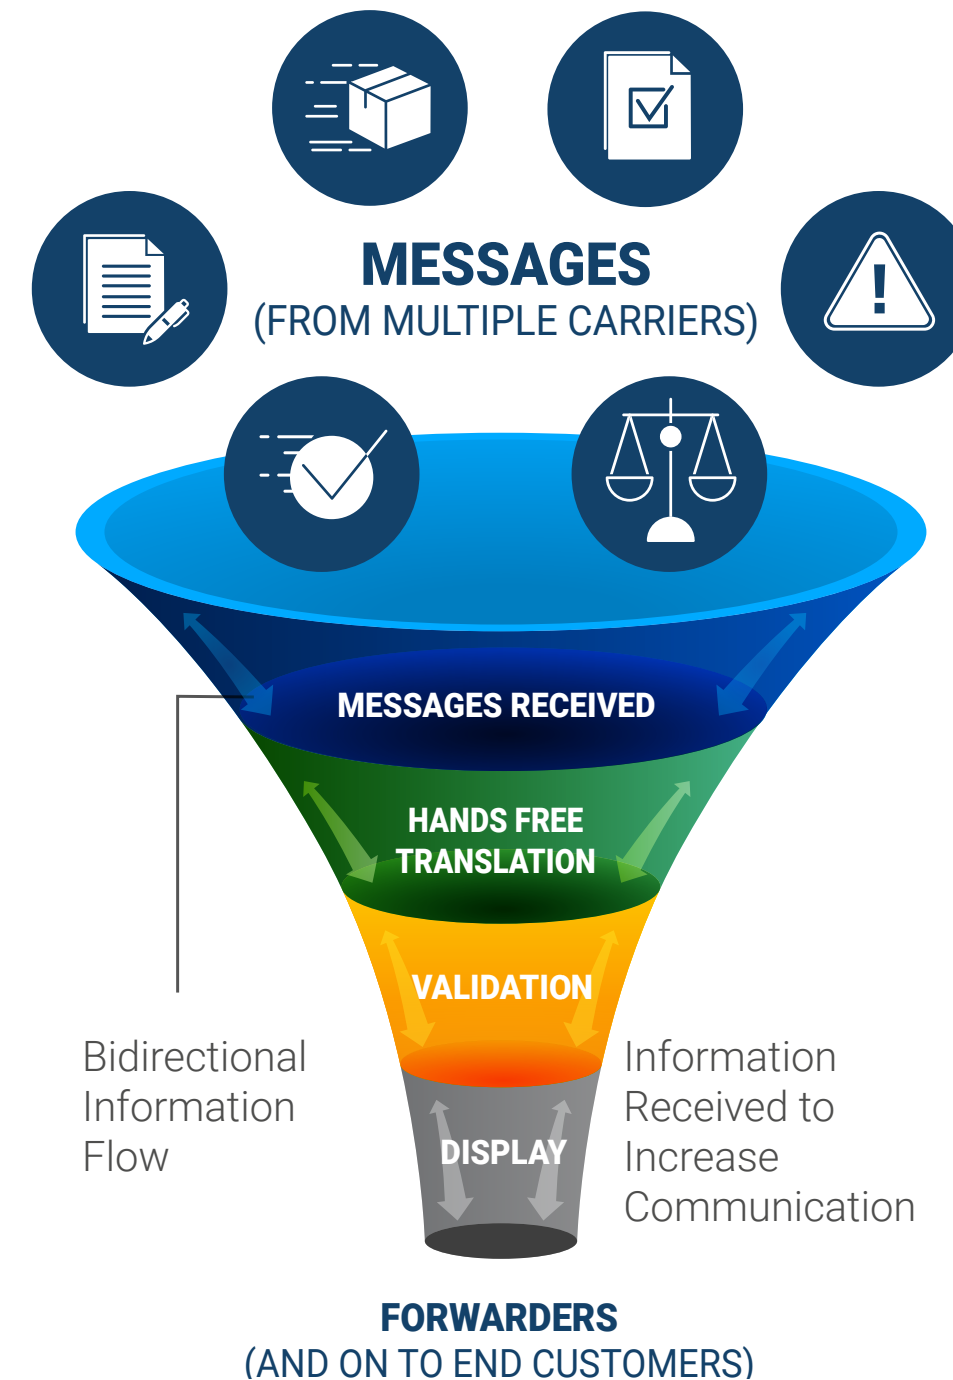 MESSAGES
(FROM MULTIPLE CARRIERS)
MESSAGES RECEIVED
HANDS FREE
TRANSLATION
VALIDATION
Bidirectional
Information
Flow
Information
Received to
Increase
Communication
DISPLAY
FORWARDERS
(AND ON TO END CUSTOMERS)